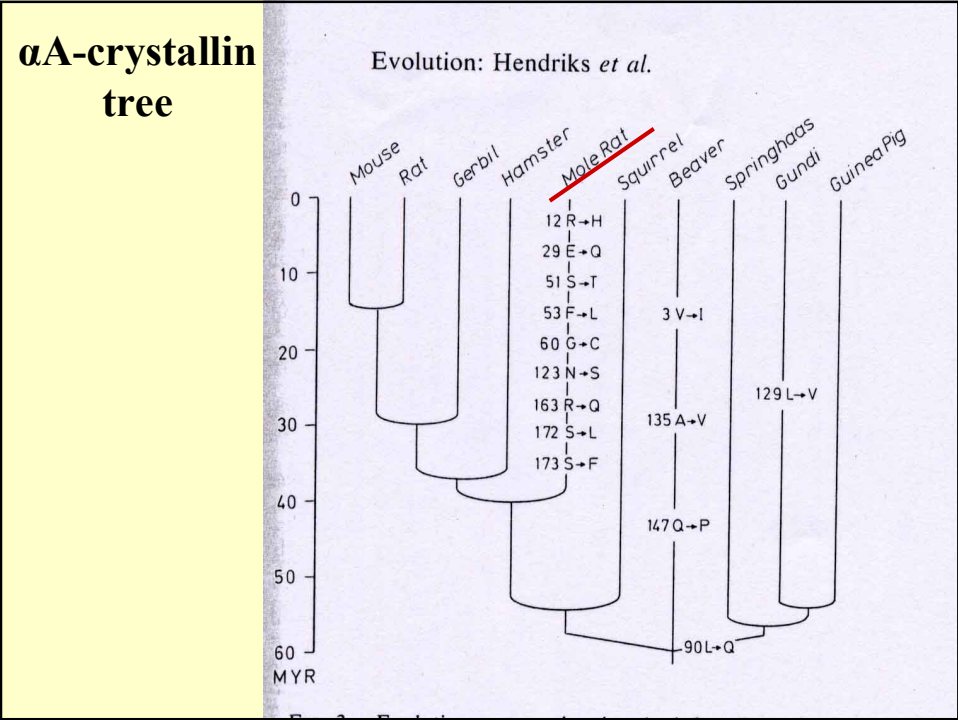 αA-crystallin
tree
Evolution: Hendriks et al.
Mouse
Rat
Gerbil
Hamster
Mole Rat
Squirrel
Beaver
Springhaas
Gundi
Guinea Pig
0
10
20
30
40
50
60
MYR
12 R→H
29 E→Q
51 S→T
53 F→L
60 G→C
123 N→S
163 R→Q
172 S→L
173 S→F
3 V→I
135 A→V
147 Q→P
129 L→V
90 L→Q